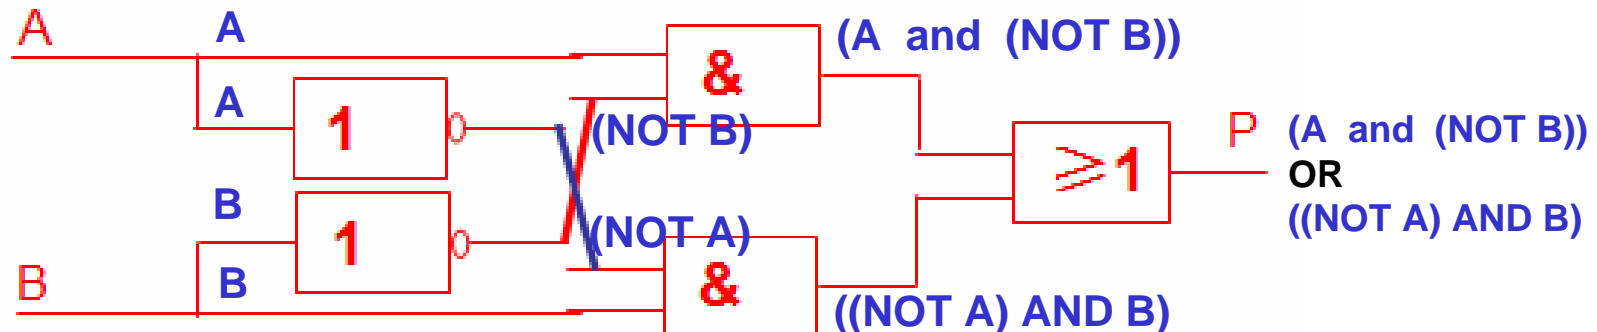 A
A
(A and (NOT B))
&
A
1
(NOT B)
P
(A and (NOT B))
≥1
OR
B
1
(NOT A)
((NOT A) AND B)
B
B
&
((NOT A) AND B)